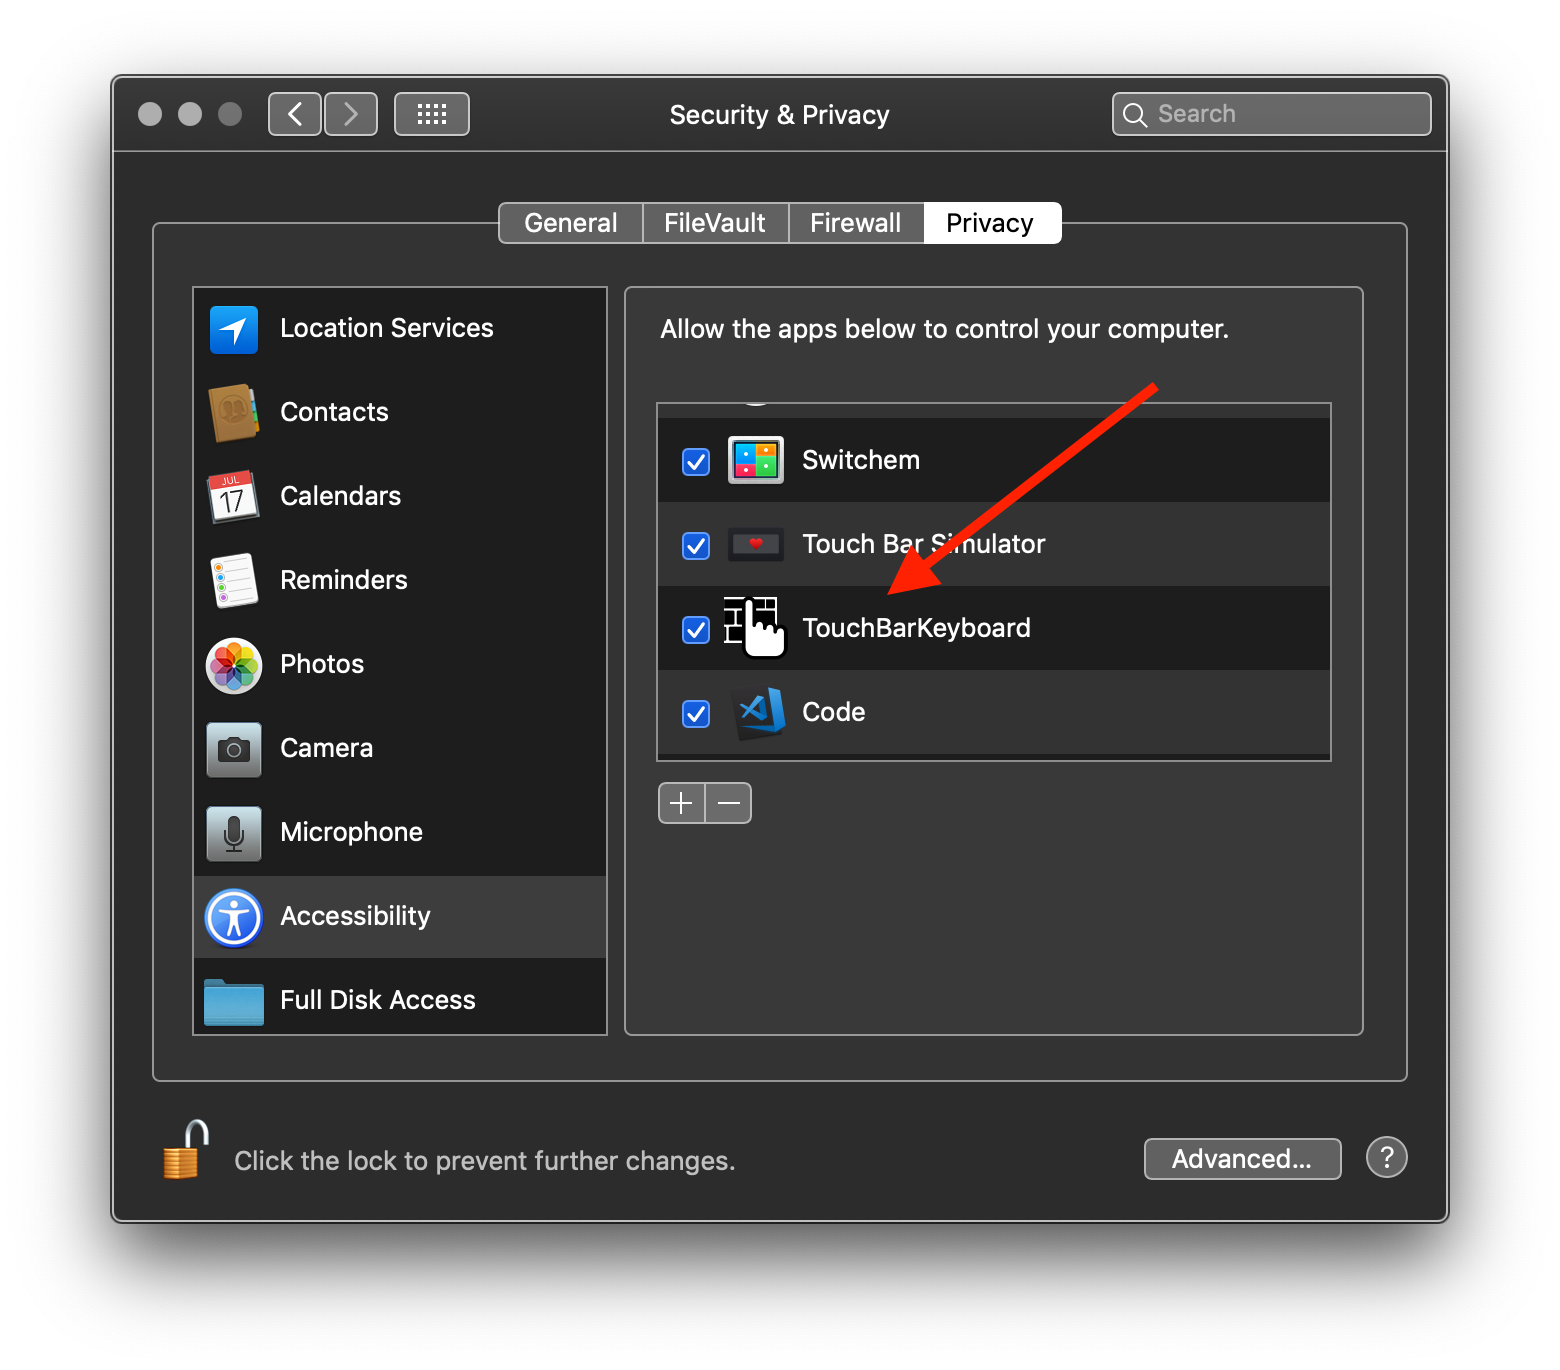 Security & Privacy
Search
General
FileVault
Firewall
Privacy
Location Services
Contacts
JUL
17
Calendars
Reminders
Photos
Camera
Microphone
Accessibility
Full Disk Access
Allow the apps below to control your computer.
Switchem
Touch Bar Simulator
TouchBarKeyboard
Code
Click the lock to prevent further changes.
Advanced...
?